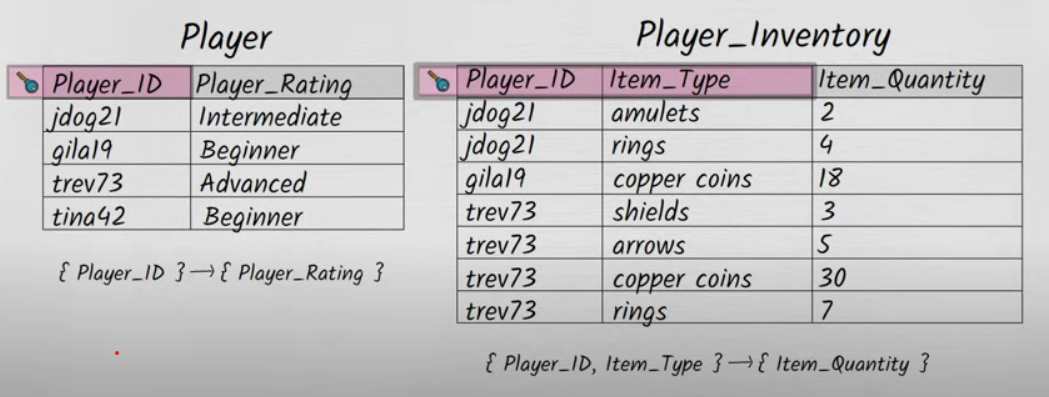 Player
Player_ID Player_Rating
jdog21 Intermediate
gila19 Beginner
trev73 Advanced
tina42 Beginner
{ Player_ID } → { Player_Rating }
Player_Inventory
Player_ID Item_Type Item_Quantity
jdog21 amulets 2
jdog21 rings 4
gila19 copper coins 18
trev73 shields 3
trev73 arrows 5
trev73 copper coins 30
trev73 rings 7
{ Player_ID, Item_Type } → { Item_Quantity }